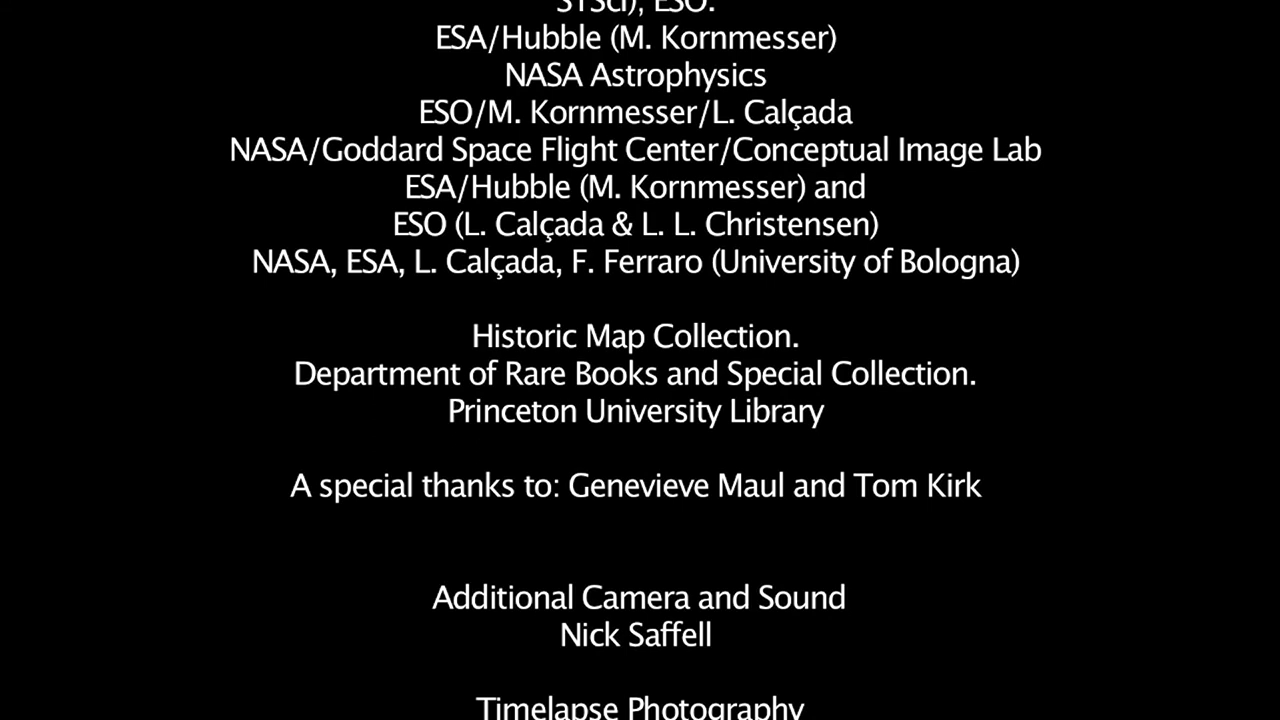 STScI), ESO.
ESA/Hubble (M. Kornmesser)
NASA Astrophysics
ESO/M. Kornmesser/L. Calçada
NASA/Goddard Space Flight Center/Conceptual Image Lab
ESA/Hubble (M. Kornmesser) and
ESO (L. Calçada & L. L. Christensen)
NASA, ESA, L. Calçada, F. Ferraro (University of Bologna)
Historic Map Collection.
Department of Rare Books and Special Collection.
Princeton University Library
A special thanks to: Genevieve Maul and Tom Kirk
Additional Camera and Sound
Nick Saffell
Timelapse Photography